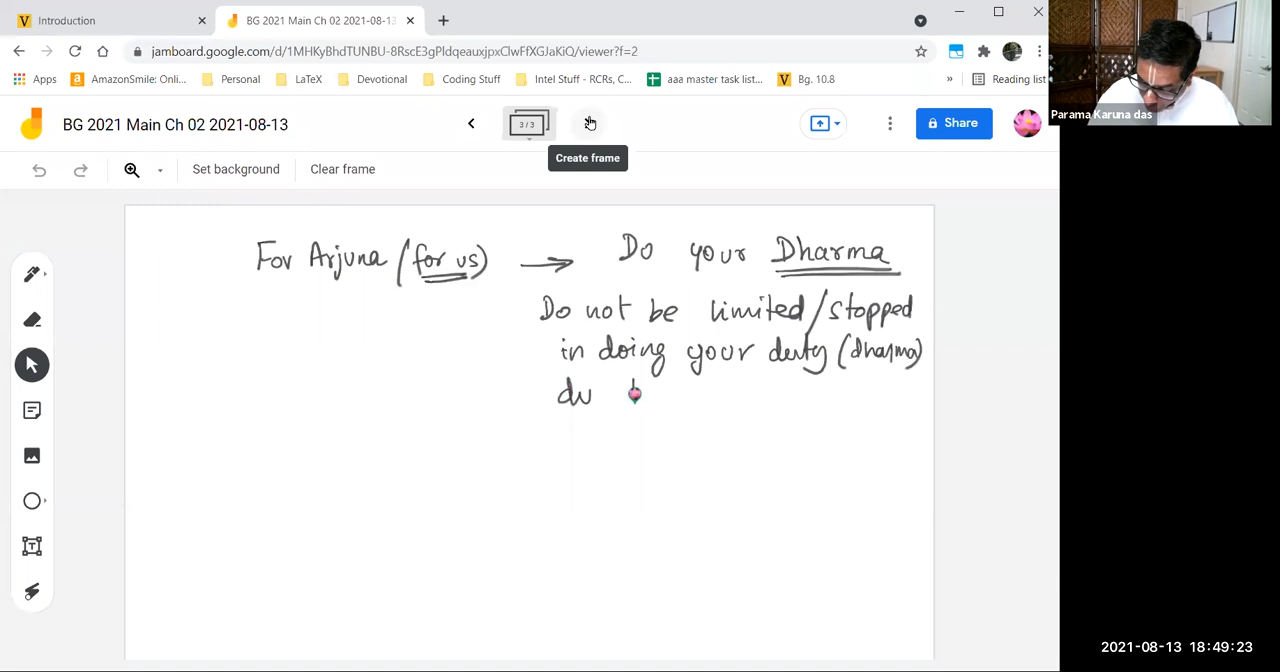 Introduction
BG 2021 Main Ch 02 2021-08-13
jamboard.google.com/d/1MHKyBhdTUNBU-8RscE3gPldqeauxjpxClwFfXGJaKiQ/viewer?f=2
Apps
AmazonSmile: Onli...
Personal
LaTeX
Devotional
Coding Stuff
Intel Stuff - RCRs, C...
aaa master task list...
Bg. 10.8
»
Reading list
Parama Karuna das
BG 2021 Main Ch 02 2021-08-13
3 / 3
Share
Create frame
Set background
Clear frame
For Arjuna (for us) → Do your Dharma
Do not be limited/stopped
in doing your duty (dharma)
du
2021-08-13 18:49:23